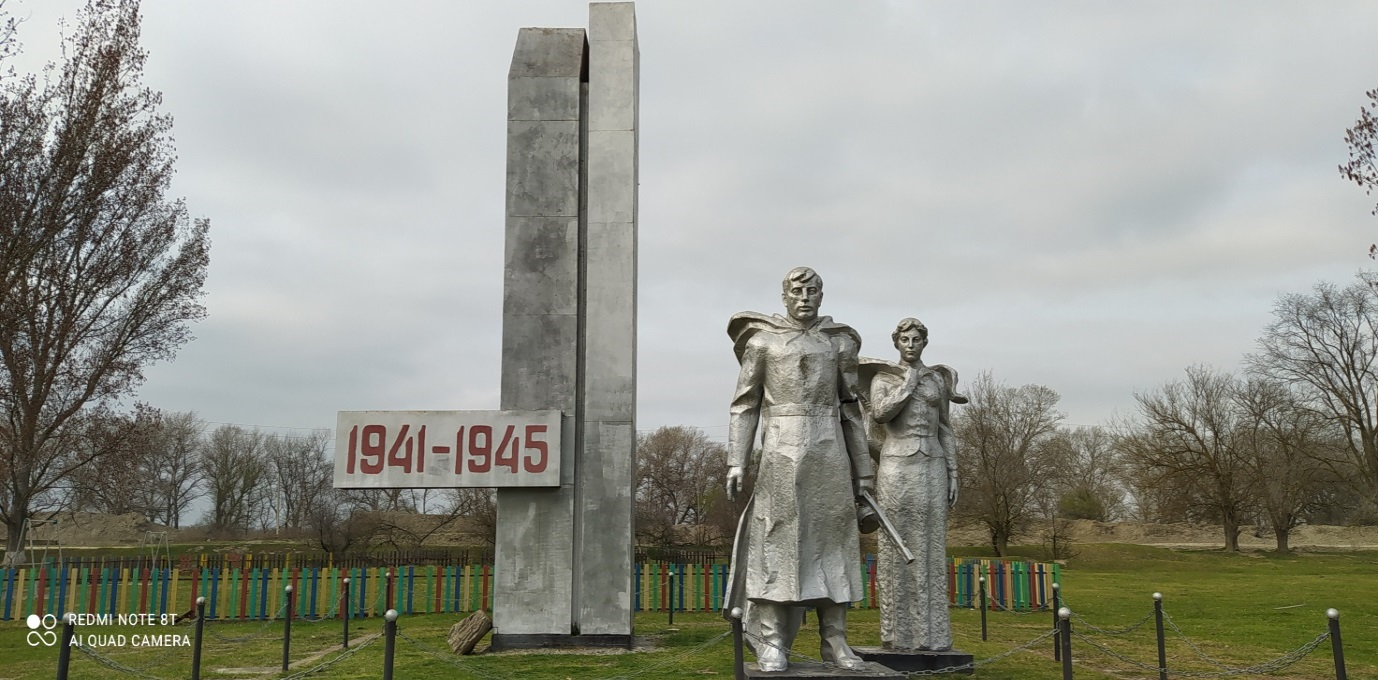 1941-1945
REDMI NOTE 8T
AI QUAD CAMERA